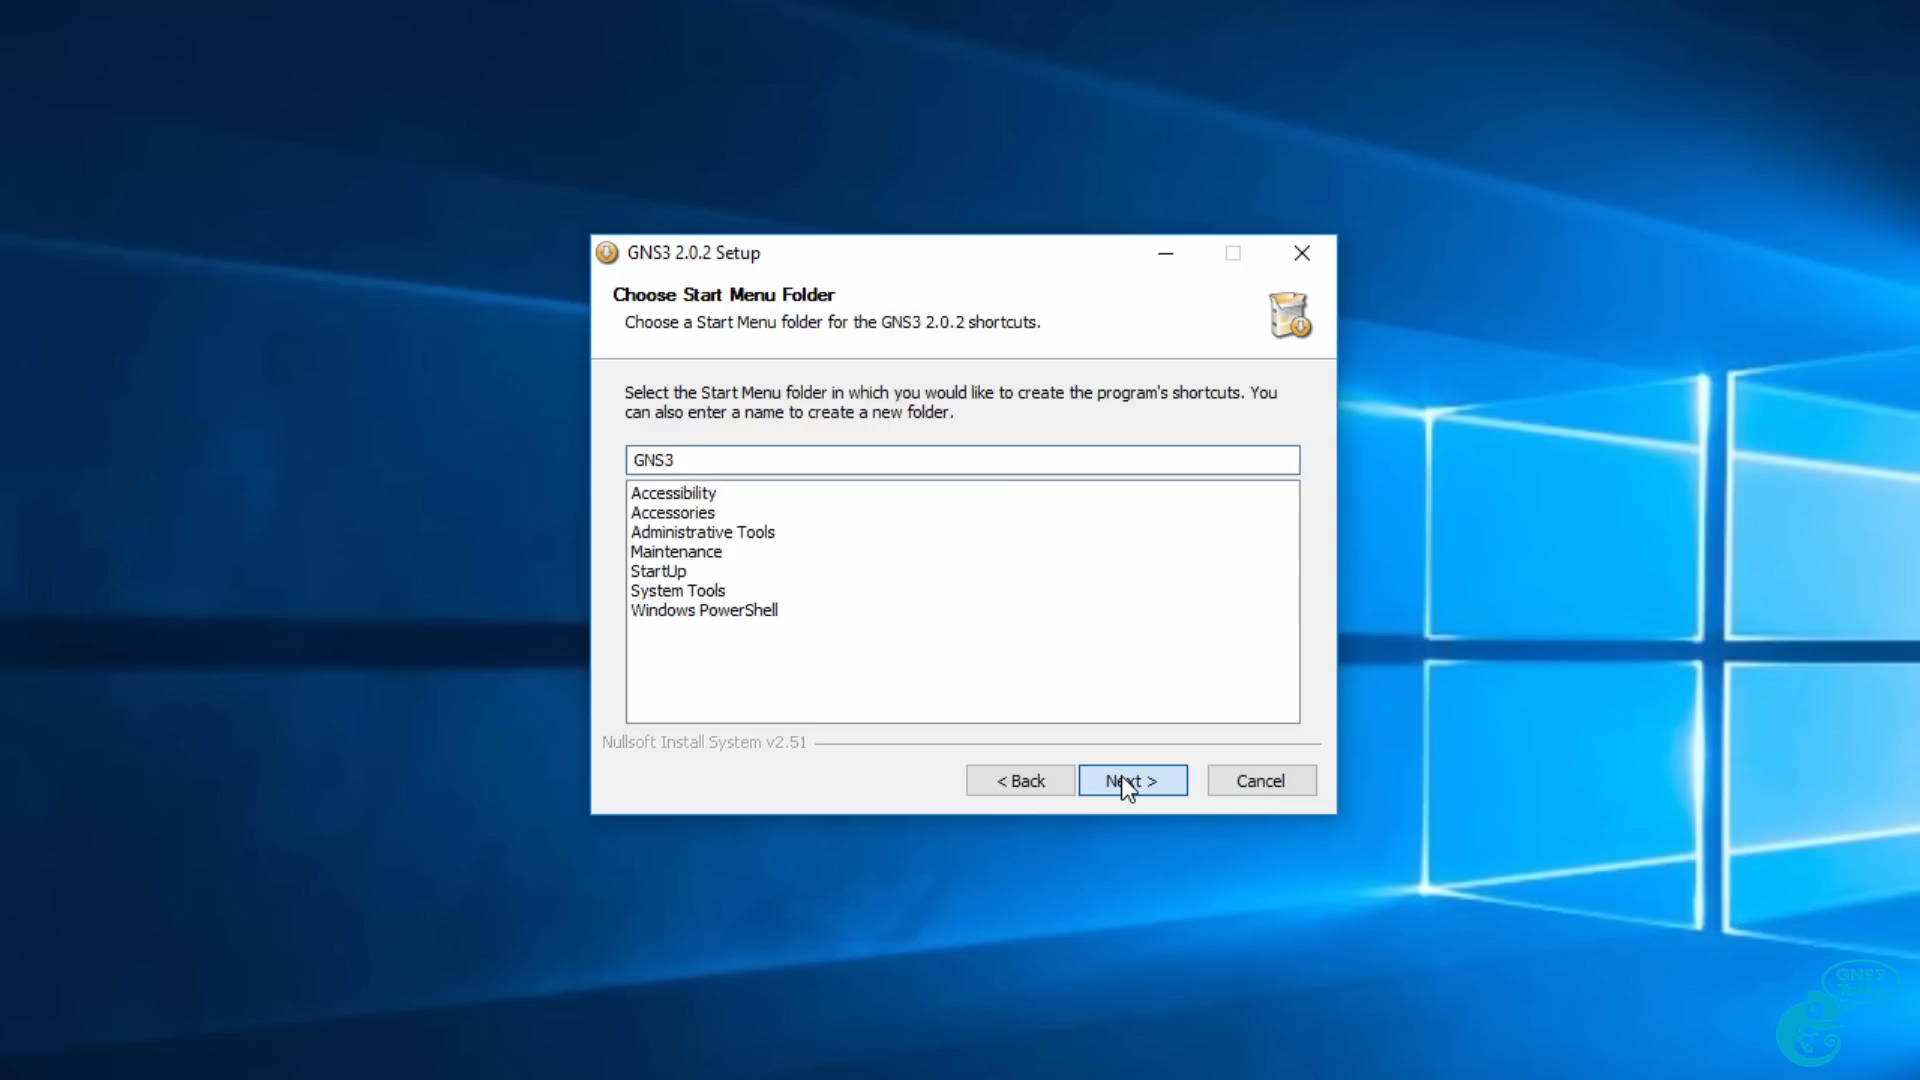 GNS3 2.0.2 Setup
Choose Start Menu Folder
Choose a Start Menu folder for the GNS3 2.0.2 shortcuts.
Select the Start Menu folder in which you would like to create the program's shortcuts. You
can also enter a name to create a new folder.
GNS3
Accessibility
Accessories
Administrative Tools
Maintenance
StartUp
System Tools
Windows PowerShell
Nullsoft Install System v2.51
< Back
Next >
Cancel
GNS3